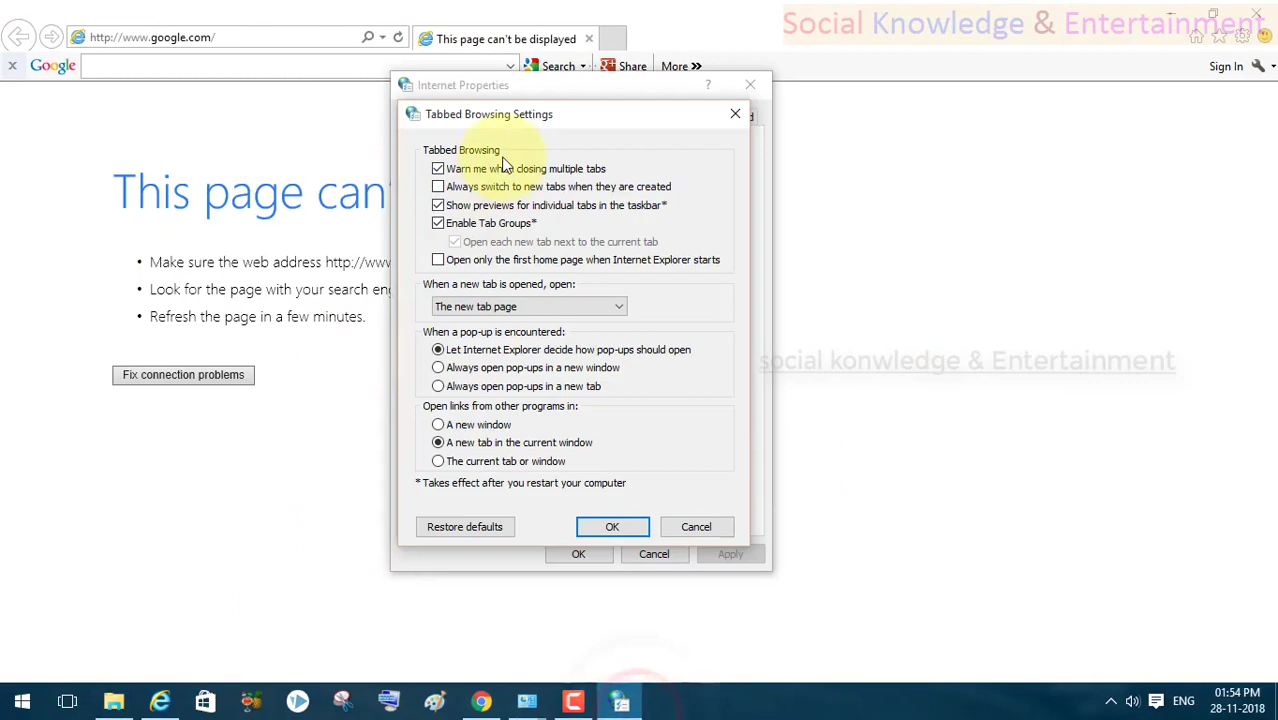 Social Knowledge & Entertainment
http://www.google.com/
This page can't be displayed
Google
Search
Share
More »
Sign In
Internet Properties
Tabbed Browsing Settings
Tabbed Browsing
Warn me when closing multiple tabs
Always switch to new tabs when they are created
Show previews for individual tabs in the taskbar*
Enable Tab Groups*
Open each new tab next to the current tab
Open only the first home page when Internet Explorer starts
When a new tab is opened, open:
The new tab page
When a pop-up is encountered:
Let Internet Explorer decide how pop-ups should open
Always open pop-ups in a new window
Always open pop-ups in a new tab
Open links from other programs in:
A new window
A new tab in the current window
The current tab or window
* Takes effect after you restart your computer
Restore defaults
OK
Cancel
OK
Cancel
Apply
This page can
• Make sure the web address http://ww
• Look for the page with your search en
• Refresh the page in a few minutes.
Fix connection problems
social konwledge & Entertainment
ENG
01:54 PM
28-11-2018